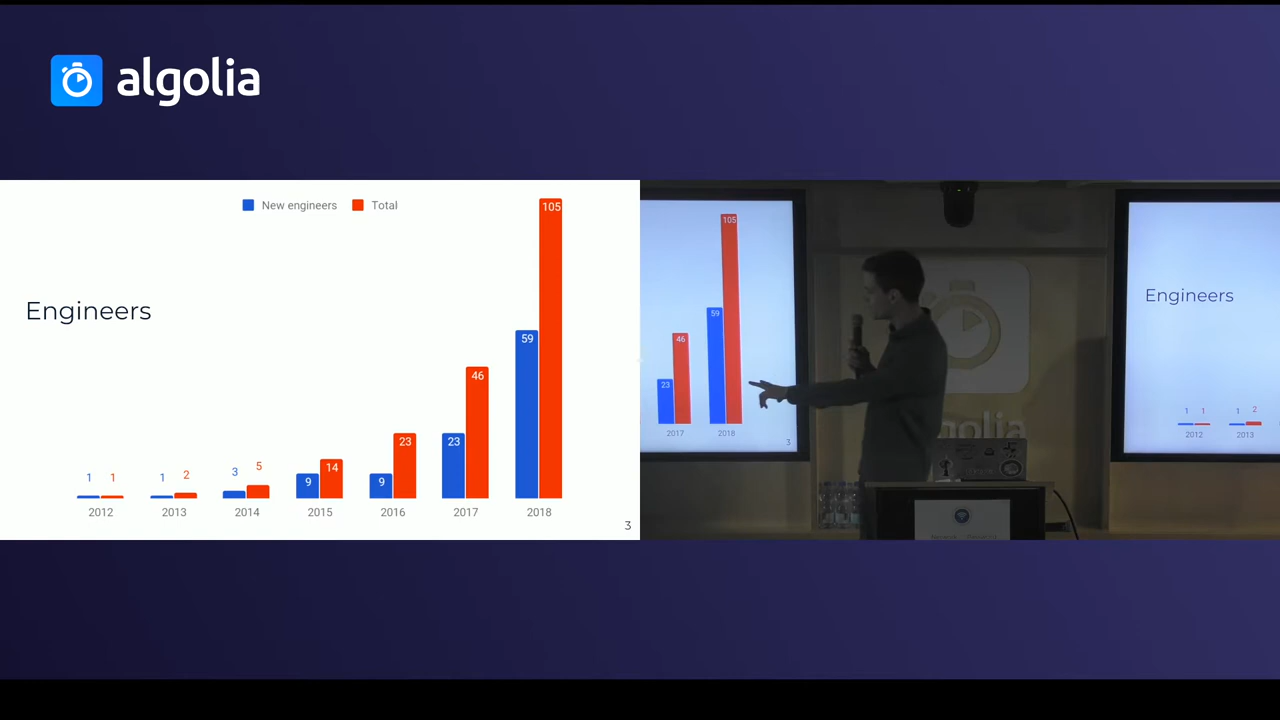 algolia
New engineers Total
Engineers
1 1 1 2 3 5 9 14 9 23 23 46 59 105
2012 2013 2014 2015 2016 2017 2018
3
23 46 59 105
2017 2018
3
Engineers
1 1 1 2
2012 2013